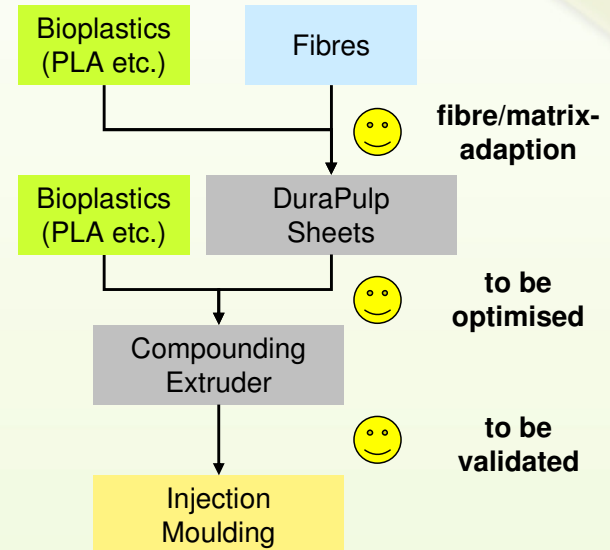 Bioplastics
(PLA etc.)
Fibres
fibre/matrix-
adaption
Bioplastics
(PLA etc.)
DuraPulp
Sheets
to be
optimised
Compounding
Extruder
to be
validated
Injection
Moulding